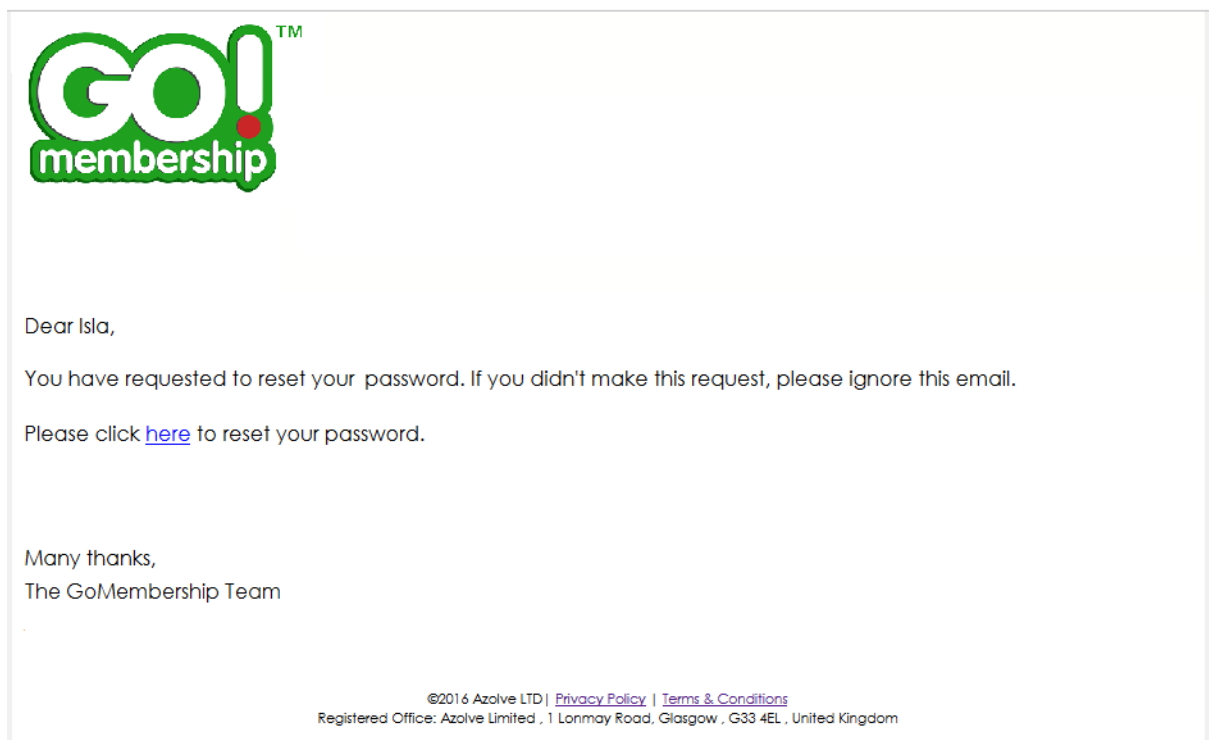 GO!™
membership
Dear Isla,
You have requested to reset your  password. If you didn't make this request, please ignore this email.
Please click here to reset your password.
Many thanks,
The GoMembership Team
©2016 Azolve LTD| Privacy Policy | Terms & Conditions
Registered Office: Azolve Limited , 1 Lonmay Road, Glasgow , G33 4EL , United Kingdom